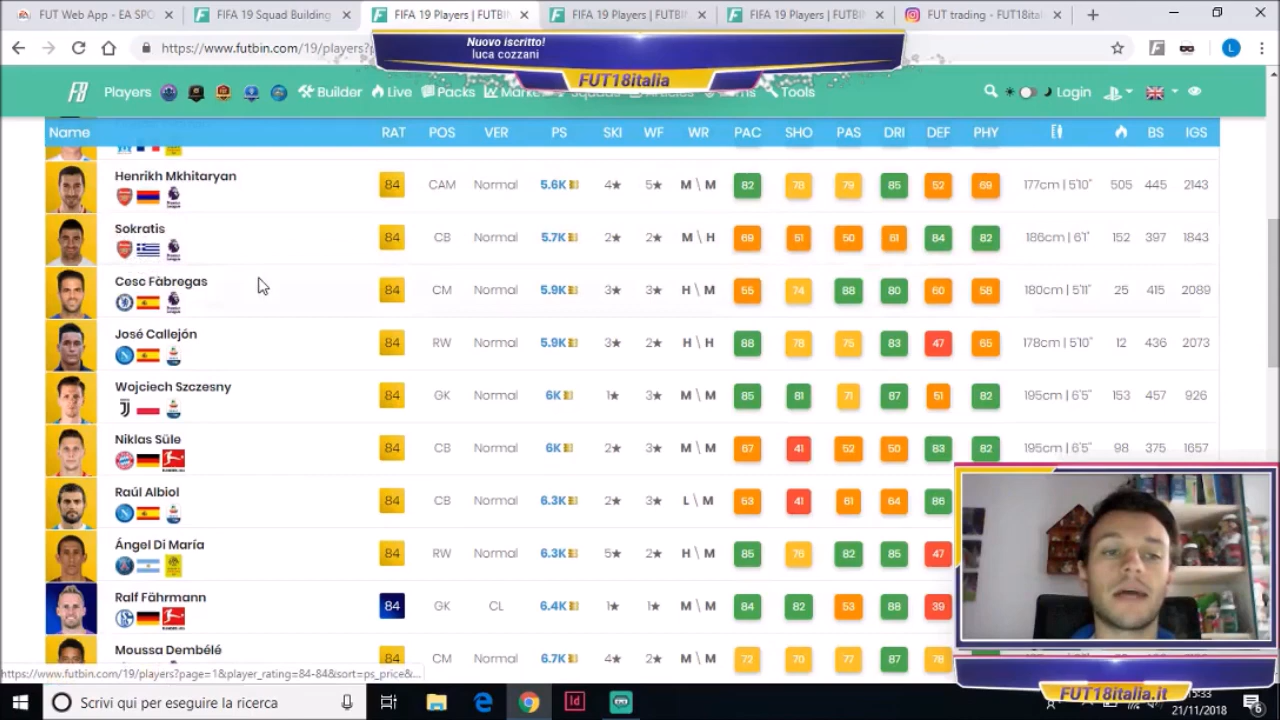 FUT Web App - EA SPO
FIFA 19 Squad Building
FIFA 19 Players | FUTBIN
FIFA 19 Players | FUTBIN
FIFA 19 Players | FUTBIN
FUT trading - FUT18ital
https://www.futbin.com/19/players?p
Nuovo iscritto!
luca cozzani
FUT18italia
L
Players Builder Live Packs Tools Login
Name RAT POS VER PS SKI WF WR PAC SHO PAS DRI DEF PHY BS IGS
Henrikh Mkhitaryan
84 CAM Normal 5.6K 4★ 5★ M \ M 82 78 79 85 52 69 177cm | 5'10" 505 445 2143
Sokratis
84 CB Normal 5.7K 2★ 2★ M \ H 69 51 50 61 84 82 186cm | 6'1" 152 397 1843
Cesc Fàbregas
84 CM Normal 5.9K 3★ 3★ H \ M 55 74 88 80 60 58 180cm | 5'11" 25 415 2089
José Callejón
84 RW Normal 5.9K 3★ 2★ H \ H 88 78 75 83 47 65 178cm | 5'10" 12 436 2073
Wojciech Szczesny
84 GK Normal 6K 1★ 3★ M \ M 85 81 71 87 51 82 195cm | 6'5" 153 457 926
Niklas Süle
84 CB Normal 6K 2★ 3★ M \ M 67 41 52 50 83 82 195cm | 6'5" 98 375 1657
Raúl Albiol
84 CB Normal 6.3K 2★ 3★ L \ M 53 41 61 64 86
Ángel Di María
84 RW Normal 6.3K 5★ 2★ H \ M 85 76 82 85 47
Ralf Fährmann
84 GK CL 6.4K 1★ 1★ M \ M 84 82 53 88 39
Moussa Dembélé
84 CM Normal 6.7K 4★ 2★ M \ M 72 70 77 87 78
https://www.futbin.com/19/players?page=1&player_rating=84-84&sort=ps_price&...
FUT18italia.it
Scrivi qui per eseguire la ricerca
Id
15:33
21/11/2018
6